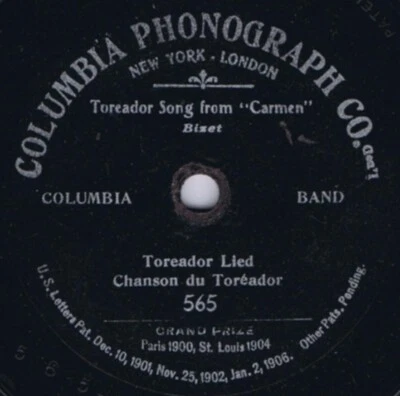 COLUMBIA PHONOGRAPH CO. Gen'l
NEW YORK - LONDON
Toreador Song from "Carmen"
Bizet
COLUMBIA BAND
Toreador Lied
Chanson du Toréador
565
GRAND PRIZE
Paris 1900, St. Louis 1904
U.S. Letters Pat. Dec. 10, 1901, Nov. 25, 1902, Jan. 2, 1906. Other Pats. Pending.
565